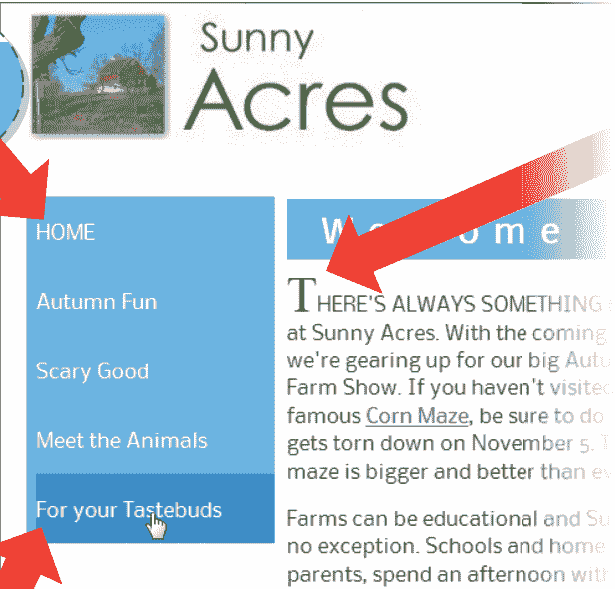 Sunny
Acres
HOME
Autumn Fun
Scary Good
Meet the Animals
For your Tastebuds
THERE'S ALWAYS SOMETHING
at Sunny Acres. With the coming
we're gearing up for our big
Farm Show. If you haven't visited
famous Corn Maze, be sure to do
gets torn down on November 5.
maze is bigger and better than
Farms can be educational and
no exception. Schools and home
parents, spend an afternoon with